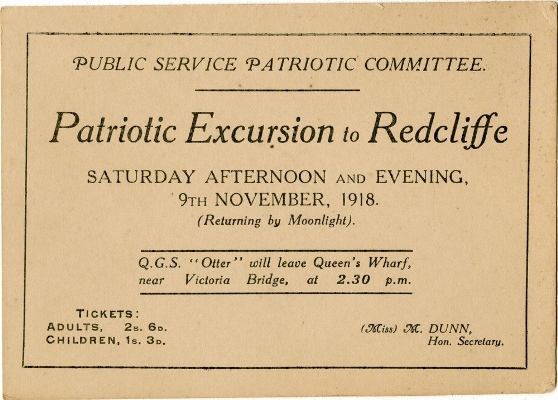 PUBLIC SERVICE PATRIOTIC COMMITTEE.
Patriotic Excursion to Redcliffe
SATURDAY AFTERNOON AND EVENING,
9TH NOVEMBER, 1918.
(Returning by Moonlight).
Q.G.S. "Otter" will leave Queen's Wharf,
near Victoria Bridge, at 2.30 p.m.
TICKETS:
ADULTS, 2s. 6D.
CHILDREN, 1s. 3D.
(Miss) M. DUNN,
Hon. Secretary.